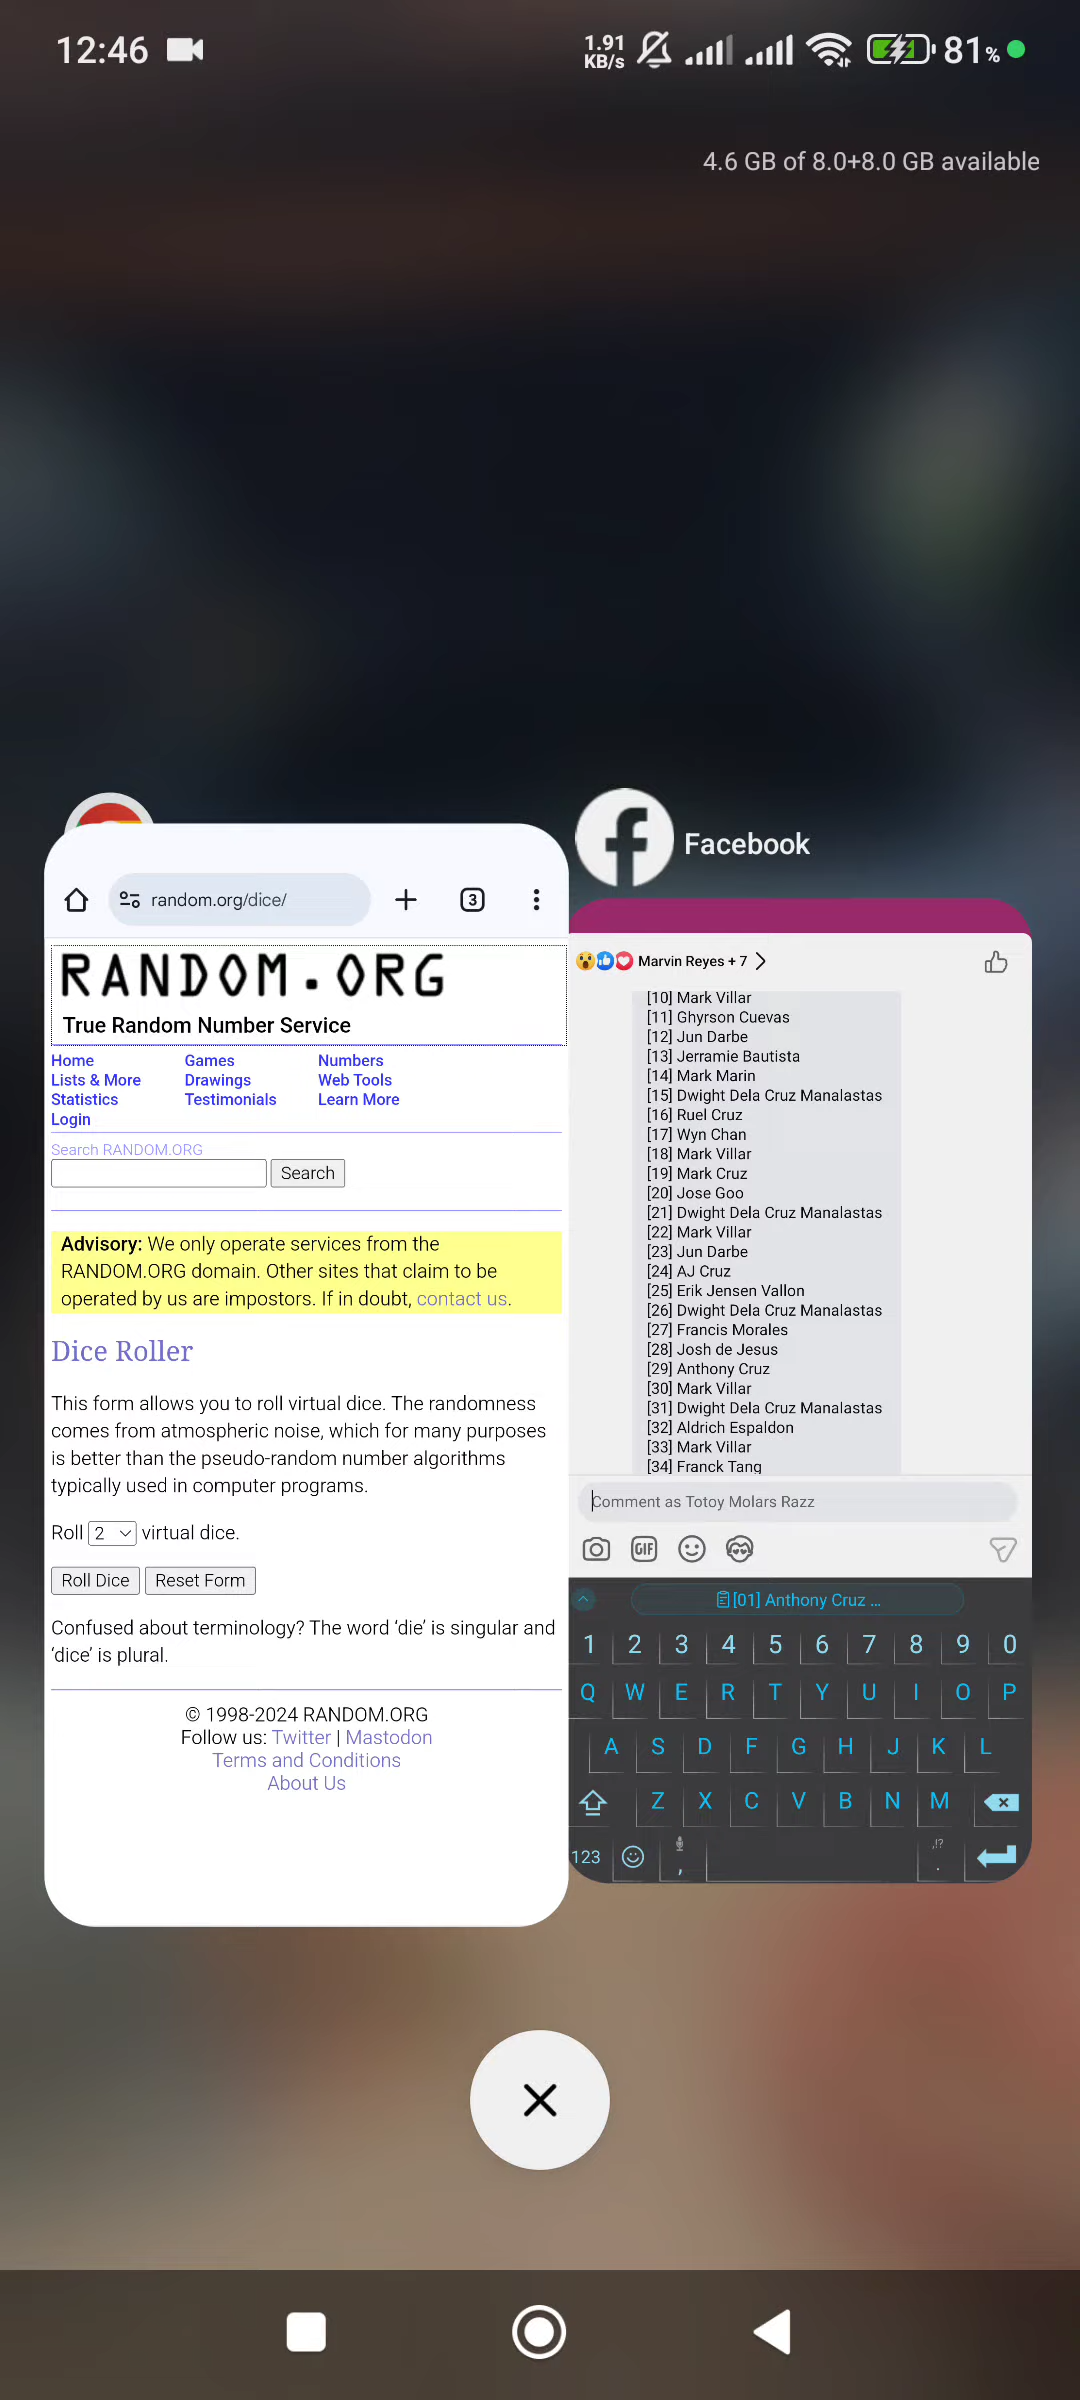 12:46
1.91
KB/s
81%
4.6 GB of 8.0+8.0 GB available
random.org/dice/
3
RANDOM.ORG
True Random Number Service
Home
Games
Numbers
Lists & More
Drawings
Web Tools
Statistics
Testimonials
Learn More
Login
Search RANDOM.ORG
Search
Advisory: We only operate services from the
RANDOM.ORG domain. Other sites that claim to be
operated by us are impostors. If in doubt, contact us.
Dice Roller
This form allows you to roll virtual dice. The randomness
comes from atmospheric noise, which for many purposes
is better than the pseudo-random number algorithms
typically used in computer programs.
Roll 2 virtual dice.
Roll Dice Reset Form
Confused about terminology? The word ‘die’ is singular and
‘dice’ is plural.
© 1998-2024 RANDOM.ORG
Follow us: Twitter | Mastodon
Terms and Conditions
About Us
Facebook
Marvin Reyes + 7
[10] Mark Villar
[11] Ghyrson Cuevas
[12] Jun Darbe
[13] Jerramie Bautista
[14] Mark Marin
[15] Dwight Dela Cruz Manalastas
[16] Ruel Cruz
[17] Wyn Chan
[18] Mark Villar
[19] Mark Cruz
[20] Jose Goo
[21] Dwight Dela Cruz Manalastas
[22] Mark Villar
[23] Jun Darbe
[24] AJ Cruz
[25] Erik Jensen Vallon
[26] Dwight Dela Cruz Manalastas
[27] Francis Morales
[28] Josh de Jesus
[29] Anthony Cruz
[30] Mark Villar
[31] Dwight Dela Cruz Manalastas
[32] Aldrich Espaldon
[33] Mark Villar
[34] Franck Tang
Comment as Totoy Molars Razz
GIF
[01] Anthony Cruz ...
1 2 3 4 5 6 7 8 9 0
Q W E R T Y U I O P
A S D F G H J K L
Z X C V B N M
123 , ,!? .